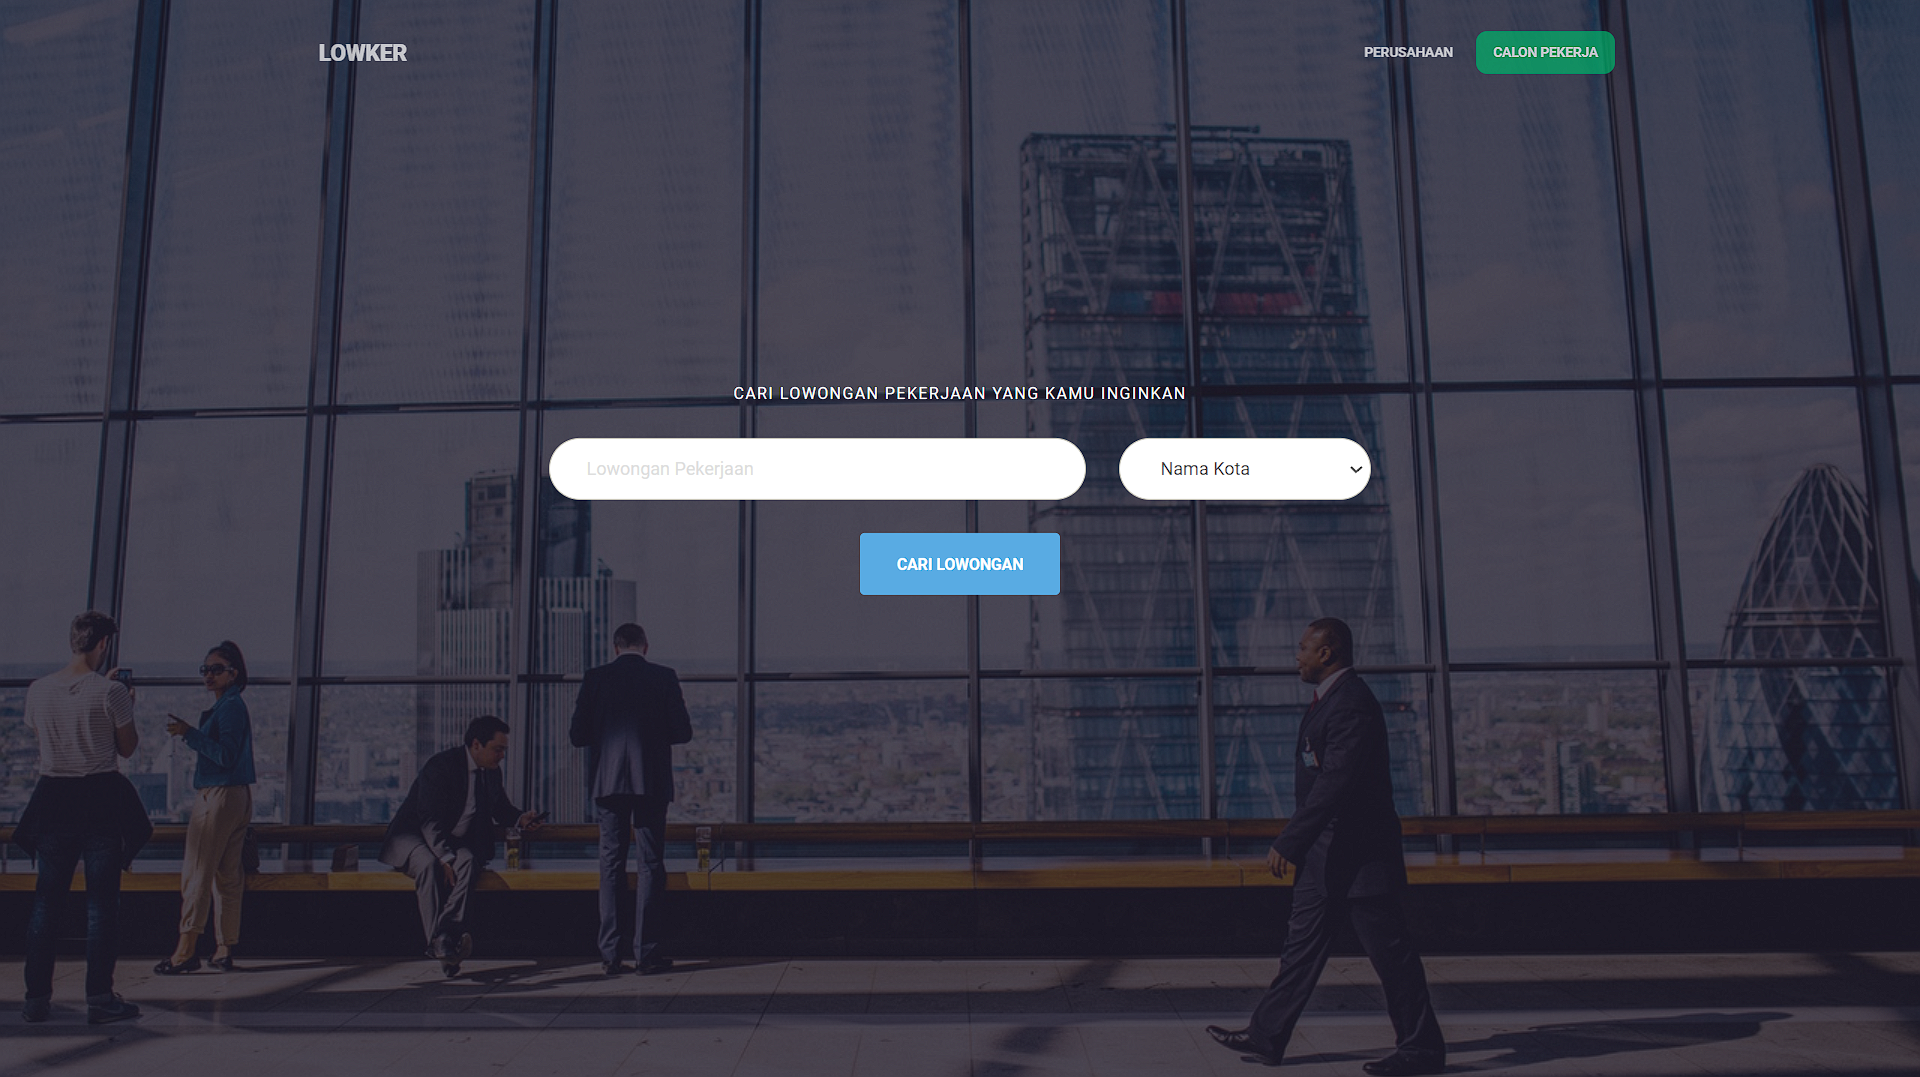 LOWKER
PERUSAHAAN
CALON PEKERJA
CARI LOWONGAN PEKERJAAN YANG KAMU INGINKAN
Lowongan Pekerjaan
Nama Kota
CARI LOWONGAN